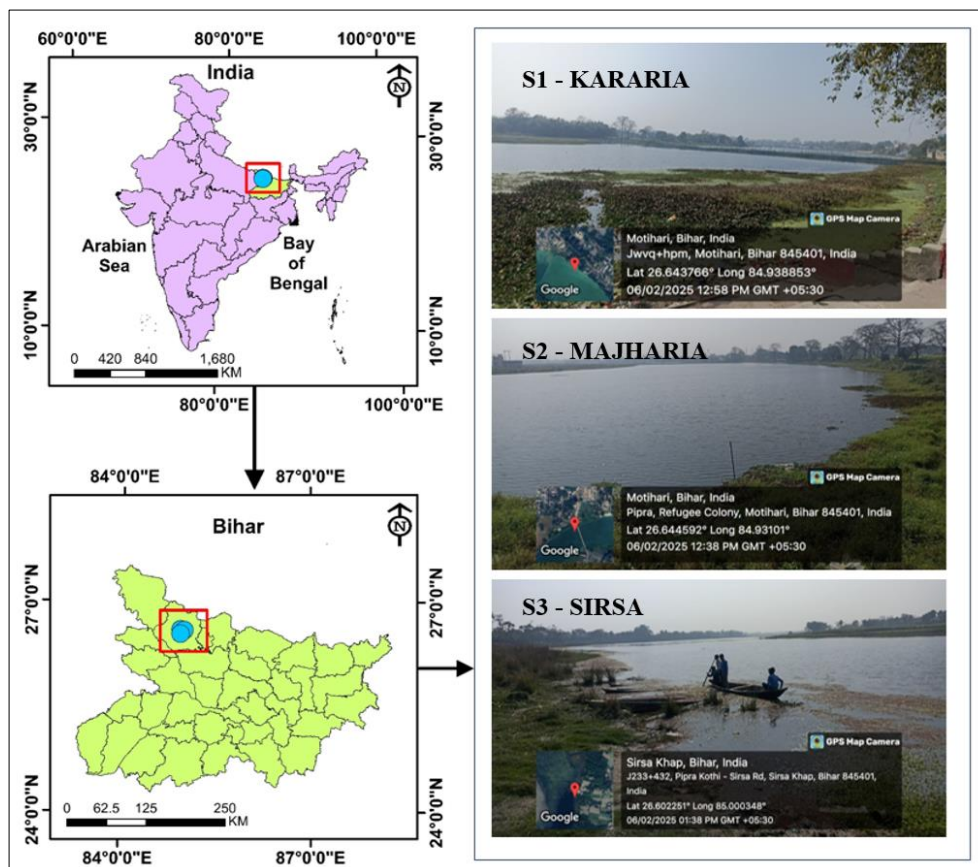 60°0'0"E 80°0'0"E 100°0'0"E
India
N
30°0'0"N
30°0'0"N
Arabian
Sea
Bay
of
Bengal
10°0'0"N
10°0'0"N
0 420 840 1,680
KM
80°0'0"E 100°0'0"E
84°0'0"E 87°0'0"E
Bihar
N
27°0'0"N
27°0'0"N
0 62.5 125 250
KM
24°0'0"N
24°0'0"N
84°0'0"E 87°0'0"E
S1 - KARARIA
GPS Map Camera
Google
Motihari, Bihar, India
Jwvq+hpm, Motihari, Bihar 845401, India
Lat 26.643766° Long 84.938853°
06/02/2025 12:58 PM GMT +05:30
S2 - MAJHARIA
GPS Map Camera
Google
Motihari, Bihar, India
Pipra, Refugee Colony, Motihari, Bihar 845401, India
Lat 26.644592° Long 84.93101°
06/02/2025 12:38 PM GMT +05:30
S3 - SIRSA
GPS Map Camera
Google
Sirsa Khap, Bihar, India
J233+432, Pipra Kothi - Sirsa Rd, Sirsa Khap, Bihar 845401,
India
Lat 26.602251° Long 85.000348°
06/02/2025 01:38 PM GMT +05:30